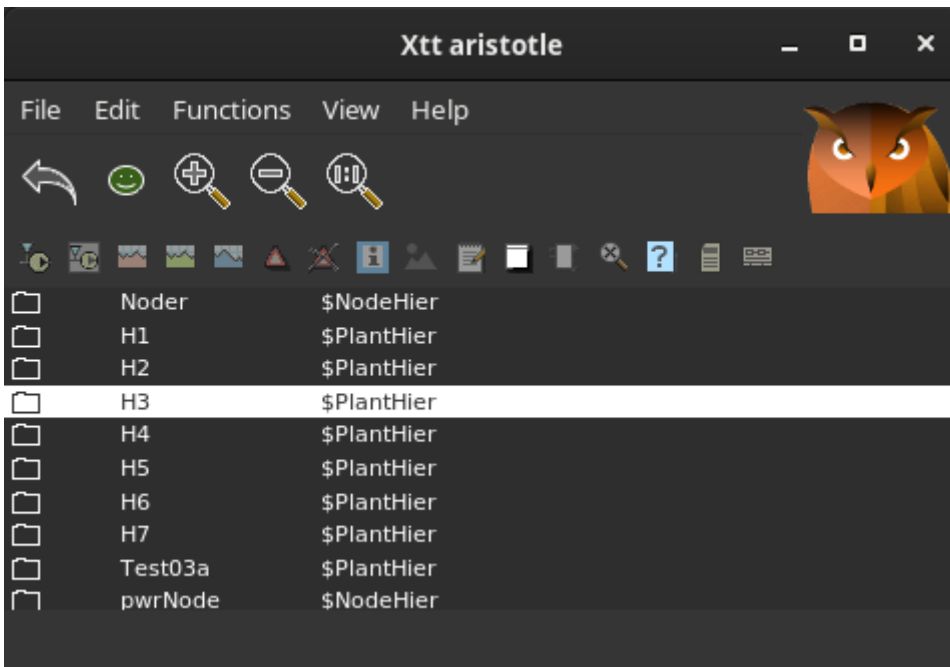 Xtt aristotle
File Edit Functions View Help
Noder $NodeHier
H1 $PlantHier
H2 $PlantHier
H3 $PlantHier
H4 $PlantHier
H5 $PlantHier
H6 $PlantHier
H7 $PlantHier
Test03a $PlantHier
pwrNode $NodeHier